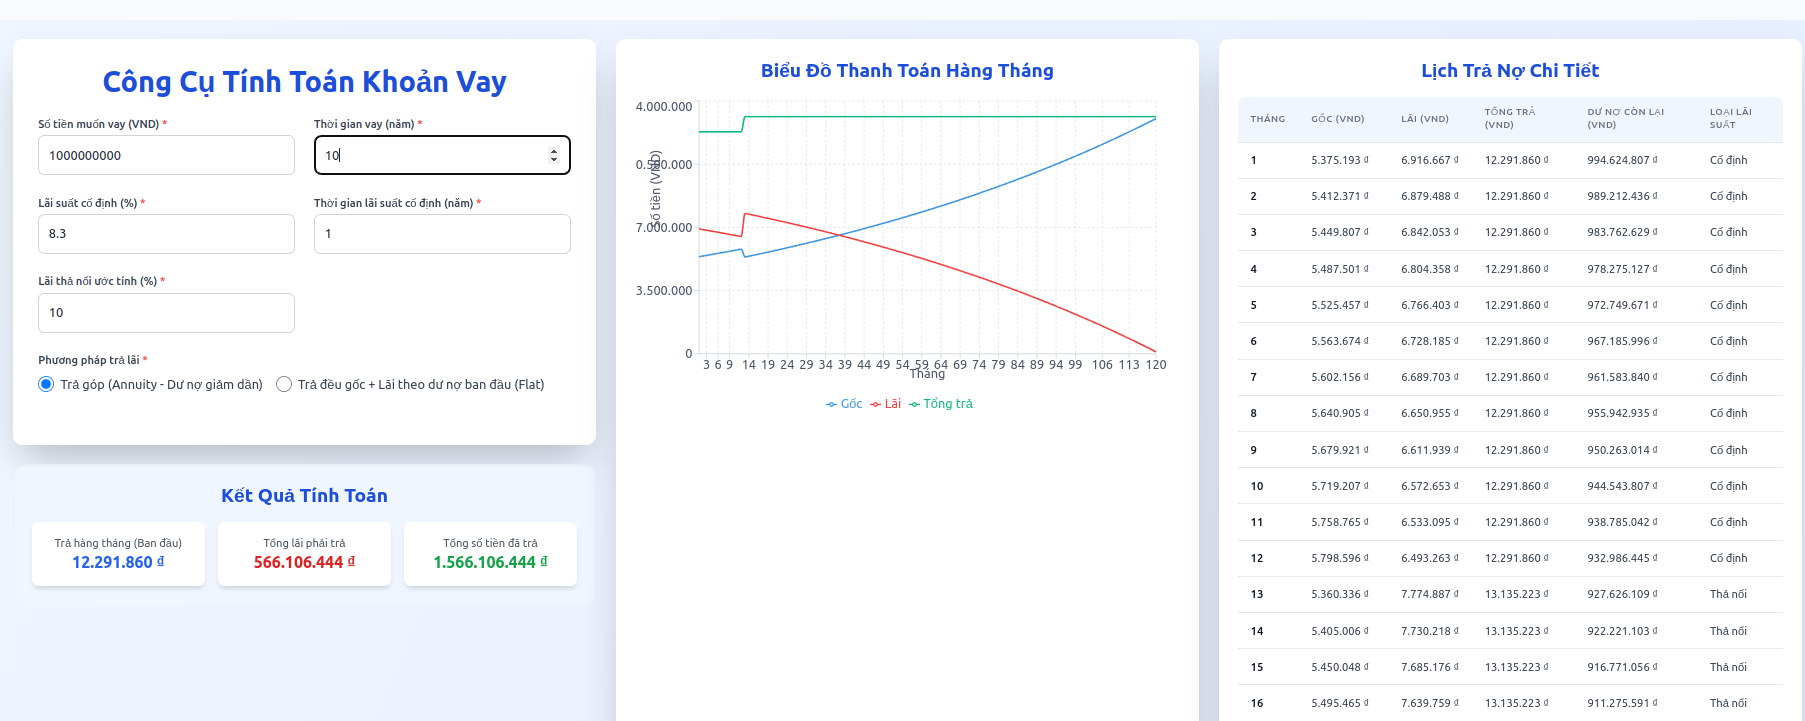 Công Cụ Tính Toán Khoản Vay
Số tiền muốn vay (VND) *
Thời gian vay (năm) *
1000000000
10
Lãi suất cố định (%) *
Thời gian lãi suất cố định (năm) *
8.3
1
Lãi thả nổi ước tính (%) *
10
Phương pháp trả lãi *
Trả góp (Annuity - Dư nợ giảm dần)
Trả đều gốc + Lãi theo dư nợ ban đầu (Flat)
Kết Quả Tính Toán
Trả hàng tháng (Ban đầu)
12.291.860 ₫
Tổng lãi phải trả
566.106.444 ₫
Tổng số tiền đã trả
1.566.106.444 ₫
Biểu Đồ Thanh Toán Hàng Tháng
4.000.000
0.500.000
7.000.000
3.500.000
0
Số tiền (VND)
3 6 9 14 19 24 29 34 39 44 49 54 59 64 69 74 79 84 89 94 99 106 113 120
Tháng
Gốc Lãi Tổng trả
Lịch Trả Nợ Chi Tiết
THÁNG GỐC (VND) LÃI (VND) TỔNG TRẢ (VND) DƯ NỢ CÒN LẠI (VND) LOẠI LÃI SUẤT
1 5.375.193 ₫ 6.916.667 ₫ 12.291.860 ₫ 994.624.807 ₫ Cố định
2 5.412.371 ₫ 6.879.488 ₫ 12.291.860 ₫ 989.212.436 ₫ Cố định
3 5.449.807 ₫ 6.842.053 ₫ 12.291.860 ₫ 983.762.629 ₫ Cố định
4 5.487.501 ₫ 6.804.358 ₫ 12.291.860 ₫ 978.275.127 ₫ Cố định
5 5.525.457 ₫ 6.766.403 ₫ 12.291.860 ₫ 972.749.671 ₫ Cố định
6 5.563.674 ₫ 6.728.185 ₫ 12.291.860 ₫ 967.185.996 ₫ Cố định
7 5.602.156 ₫ 6.689.703 ₫ 12.291.860 ₫ 961.583.840 ₫ Cố định
8 5.640.905 ₫ 6.650.955 ₫ 12.291.860 ₫ 955.942.935 ₫ Cố định
9 5.679.921 ₫ 6.611.939 ₫ 12.291.860 ₫ 950.263.014 ₫ Cố định
10 5.719.207 ₫ 6.572.653 ₫ 12.291.860 ₫ 944.543.807 ₫ Cố định
11 5.758.765 ₫ 6.533.095 ₫ 12.291.860 ₫ 938.785.042 ₫ Cố định
12 5.798.596 ₫ 6.493.263 ₫ 12.291.860 ₫ 932.986.445 ₫ Cố định
13 5.360.336 ₫ 7.774.887 ₫ 13.135.223 ₫ 927.626.109 ₫ Thả nổi
14 5.405.006 ₫ 7.730.218 ₫ 13.135.223 ₫ 922.221.103 ₫ Thả nổi
15 5.450.048 ₫ 7.685.176 ₫ 13.135.223 ₫ 916.771.056 ₫ Thả nổi
16 5.495.465 ₫ 7.639.759 ₫ 13.135.223 ₫ 911.275.591 ₫ Thả nổi